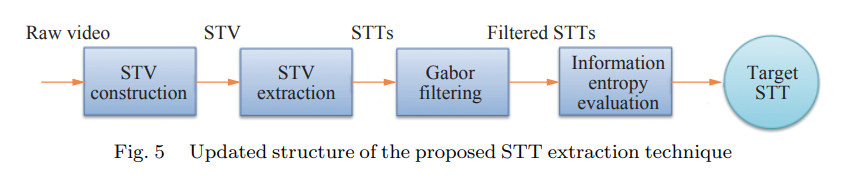 Raw video
STV
STTs
Filtered STTs
STV
construction
STV
extraction
Gabor
filtering
Information
entropy
evaluation
Target
STT
Fig. 5 Updated structure of the proposed STT extraction technique